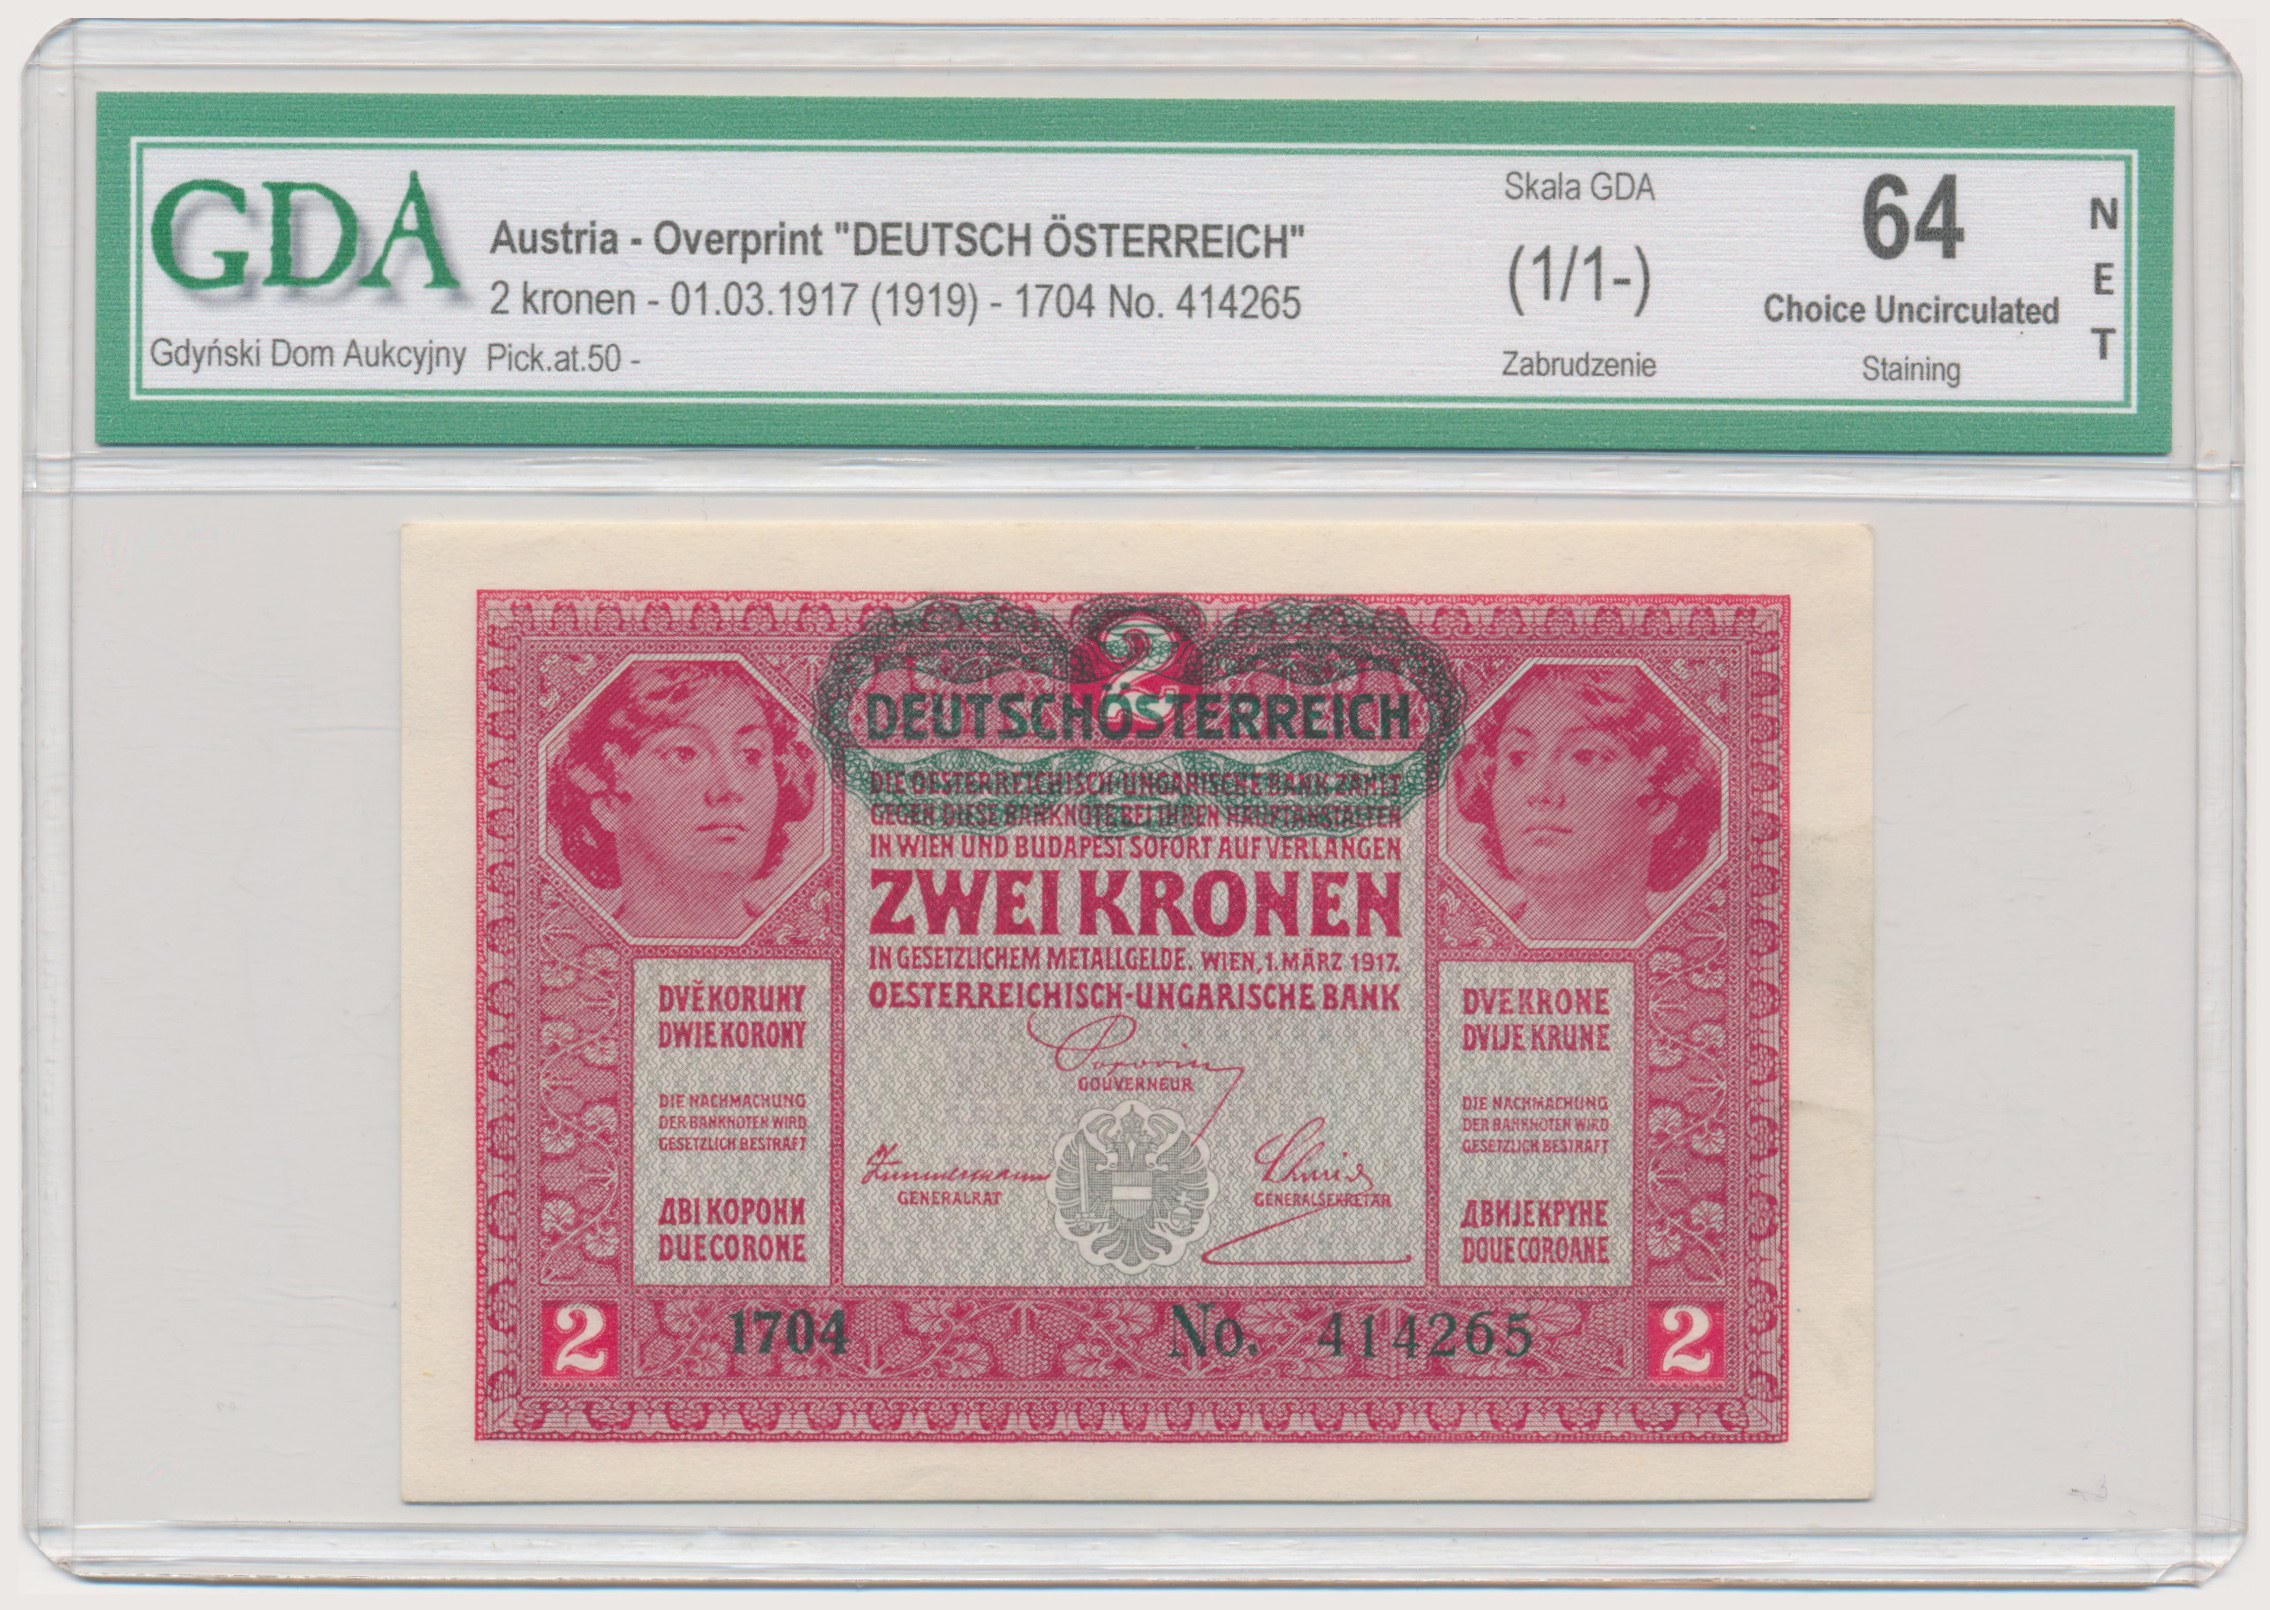 GDA
Gdyński Dom Aukcyjny
Austria - Overprint "DEUTSCH ÖSTERREICH"
2 kronen - 01.03.1917 (1919) - 1704 No. 414265
Pick.at.50 -
Skala GDA
(1/1-)
Zabrudzenie
64
Choice Uncirculated
Staining
NET
2
DEUTSCHÖSTERREICH
DIE OESTERREICHISCH-UNGARISCHE BANK ZAHLT
GEGEN DIESE BANKNOTE BEI IHREN HAUPTANSTALTEN
IN WIEN UND BUDAPEST SOFORT AUF VERLANGEN
ZWEI KRONEN
IN GESETZLICHEM METALLGELDE. WIEN, 1. MÄRZ 1917.
OESTERREICHISCH-UNGARISCHE BANK
GOUVERNEUR
GENERALRAT
GENERALSEKRETÄR
DVĚ KORUNY
DWIE KORONY
DIE NACHMACHUNG
DER BANKNOTEN WIRD
GESETZLICH BESTRAFT
ДВІ КОРОНИ
DUE CORONE
DVE KRONE
DVIJE KRUNE
DIE NACHMACHUNG
DER BANKNOTEN WIRD
GESETZLICH BESTRAFT
ДВИЈЕ КРУНЕ
DOUE COROANE
2
1704
No. 414265
2